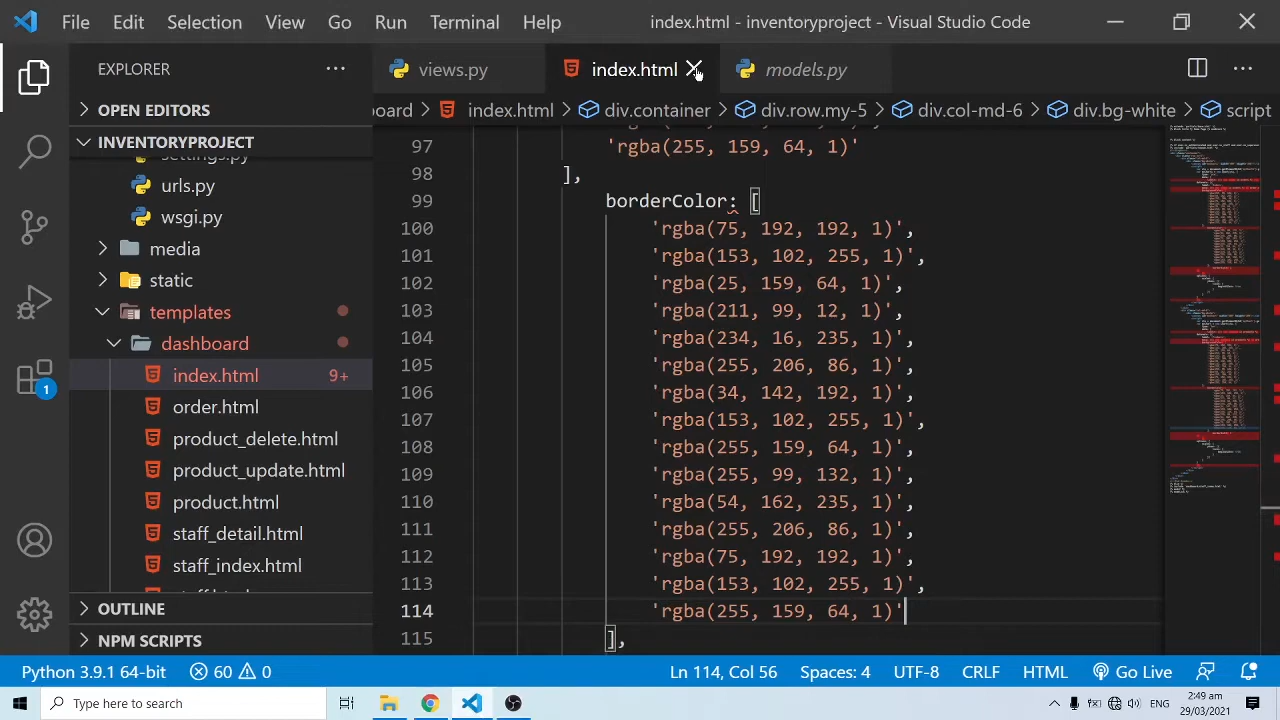 File Edit Selection View Go Run Terminal Help index.html - inventoryproject - Visual Studio Code
EXPLORER
OPEN EDITORS
INVENTORYPROJECT
settings.py
urls.py
wsgi.py
media
static
templates
dashboard
index.html 9+
order.html
product_delete.html
product_update.html
product.html
staff_detail.html
staff_index.html
OUTLINE
NPM SCRIPTS
1
views.py index.html models.py
board index.html div.container div.row.my-5 div.col-md-6 div.bg-white script
97 'rgba(255, 159, 64, 1)'
98 ],
99 borderColor: [
100 'rgba(75, 192, 192, 1)',
101 'rgba(153, 102, 255, 1)',
102 'rgba(25, 159, 64, 1)',
103 'rgba(211, 99, 12, 1)',
104 'rgba(234, 16, 235, 1)',
105 'rgba(255, 206, 86, 1)',
106 'rgba(34, 142, 192, 1)',
107 'rgba(153, 102, 255, 1)',
108 'rgba(255, 159, 64, 1)',
109 'rgba(255, 99, 132, 1)',
110 'rgba(54, 162, 235, 1)',
111 'rgba(255, 206, 86, 1)',
112 'rgba(75, 192, 192, 1)',
113 'rgba(153, 102, 255, 1)',
114 'rgba(255, 159, 64, 1)'
115 ],
Python 3.9.1 64-bit 60 0 Ln 114, Col 56 Spaces: 4 UTF-8 CRLF HTML Go Live
Type here to search
ENG
2:49 am
29/03/2021